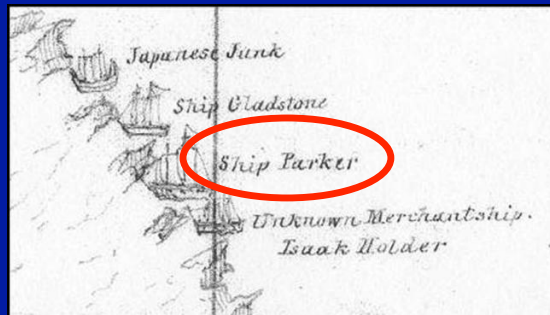 Japanese Junk
Ship Gladstone
Ship Parker
Unknown Merchantship.
Isaak Holder